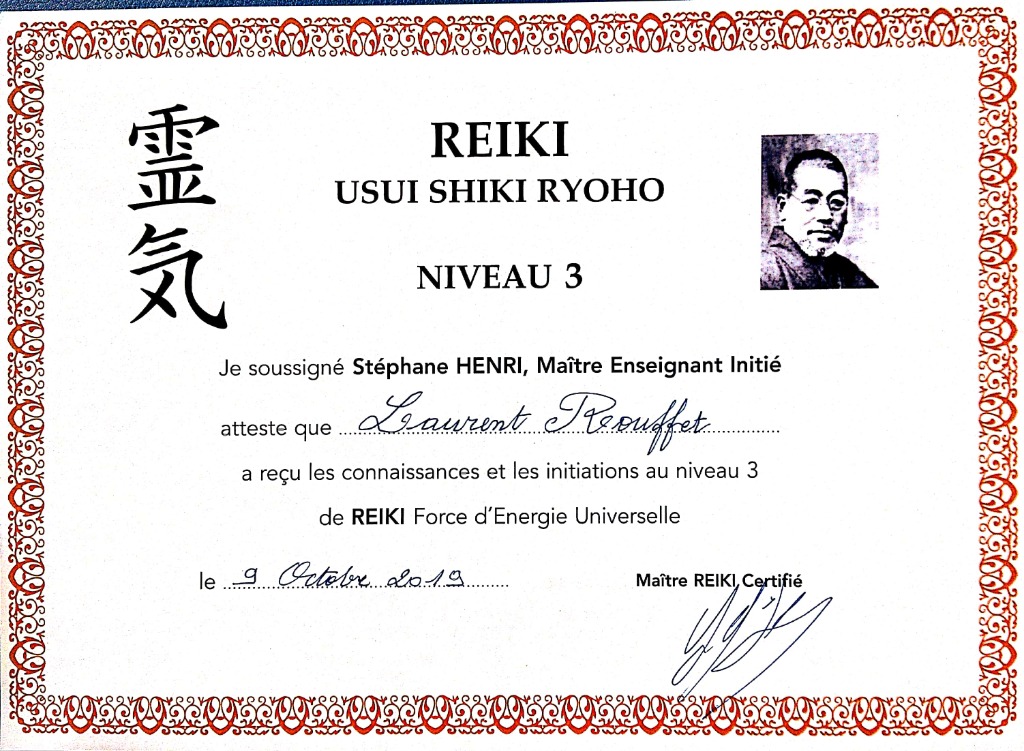 霊気
REIKI
USUI SHIKI RYOHO
NIVEAU 3
Je soussigné Stéphane HENRI, Maître Enseignant Initié
atteste que Laurent Reouffet
a reçu les connaissances et les initiations au niveau 3
de REIKI Force d'Energie Universelle
le 9 Octobre 2019
Maître REIKI Certifié